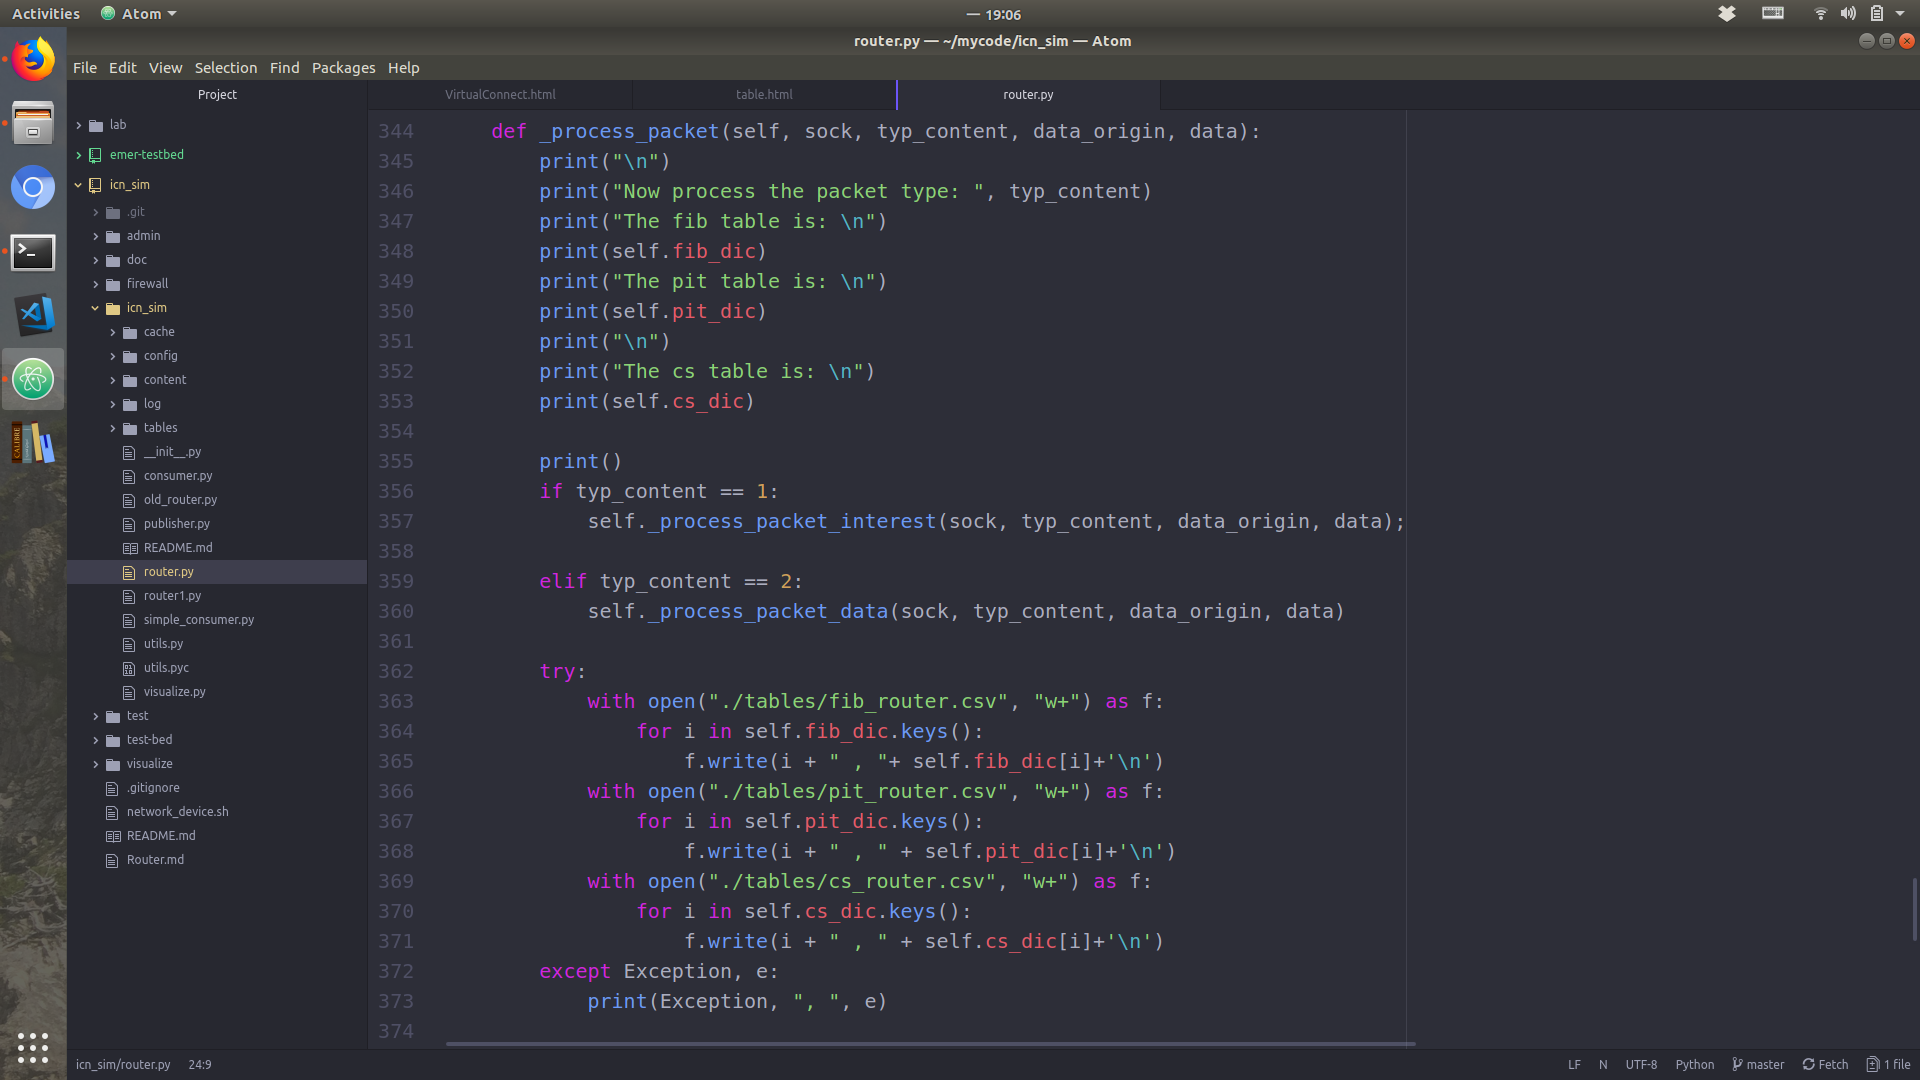 Activities Atom — 19:06
router.py — ~/mycode/icn_sim — Atom
File Edit View Selection Find Packages Help
Project
lab
emer-testbed
icn_sim
.git
admin
doc
firewall
icn_sim
cache
config
content
log
tables
__init__.py
consumer.py
old_router.py
publisher.py
README.md
router.py
router1.py
simple_consumer.py
utils.py
utils.pyc
visualize.py
test
test-bed
visualize
.gitignore
network_device.sh
README.md
Router.md
VirtualConnect.html table.html router.py
344 def _process_packet(self, sock, typ_content, data_origin, data):
345 print("\n")
346 print("Now process the packet type: ", typ_content)
347 print("The fib table is: \n")
348 print(self.fib_dic)
349 print("The pit table is: \n")
350 print(self.pit_dic)
351 print("\n")
352 print("The cs table is: \n")
353 print(self.cs_dic)
354
355 print()
356 if typ_content == 1:
357 self._process_packet_interest(sock, typ_content, data_origin, data);
358
359 elif typ_content == 2:
360 self._process_packet_data(sock, typ_content, data_origin, data)
361
362 try:
363 with open("./tables/fib_router.csv", "w+") as f:
364 for i in self.fib_dic.keys():
365 f.write(i + " , "+ self.fib_dic[i]+'\n')
366 with open("./tables/pit_router.csv", "w+") as f:
367 for i in self.pit_dic.keys():
368 f.write(i + " , " + self.pit_dic[i]+'\n')
369 with open("./tables/cs_router.csv", "w+") as f:
370 for i in self.cs_dic.keys():
371 f.write(i + " , " + self.cs_dic[i]+'\n')
372 except Exception, e:
373 print(Exception, ", ", e)
374
icn_sim/router.py 24:9 LF N UTF-8 Python master Fetch 1 file
CALIBRE